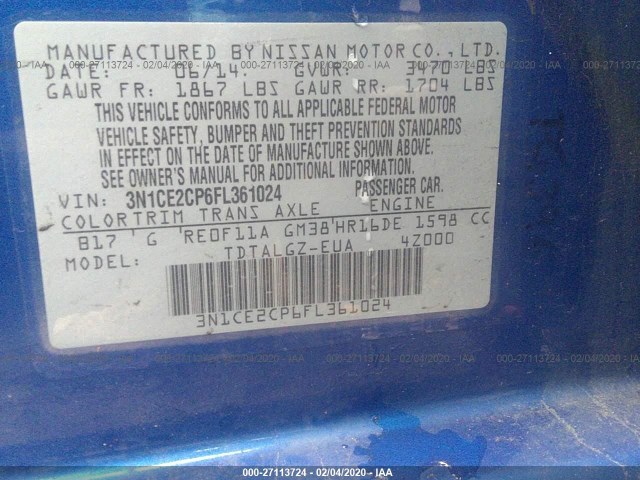 MANUFACTURED BY NISSAN MOTOR CO., LTD.
DATE: 06/14. GVWR: 3470 LBS
GAWR FR: 1867 LBS GAWR RR: 1704 LBS
THIS VEHICLE CONFORMS TO ALL APPLICABLE FEDERAL MOTOR
VEHICLE SAFETY, BUMPER AND THEFT PREVENTION STANDARDS
IN EFFECT ON THE DATE OF MANUFACTURE SHOWN ABOVE.
SEE OWNER'S MANUAL FOR ADDITIONAL INFORMATION.
VIN: 3N1CE2CP6FL361024 PASSENGER CAR.
COLOR TRIM TRANS AXLE ENGINE
B17 'G 'RE0F11A GM38'HR16DE 1598 CC
MODEL: TDTALGZ-EUA 4Z000
3N1CE2CP6FL361024
000-27113724 - 02/04/2020 - IAA